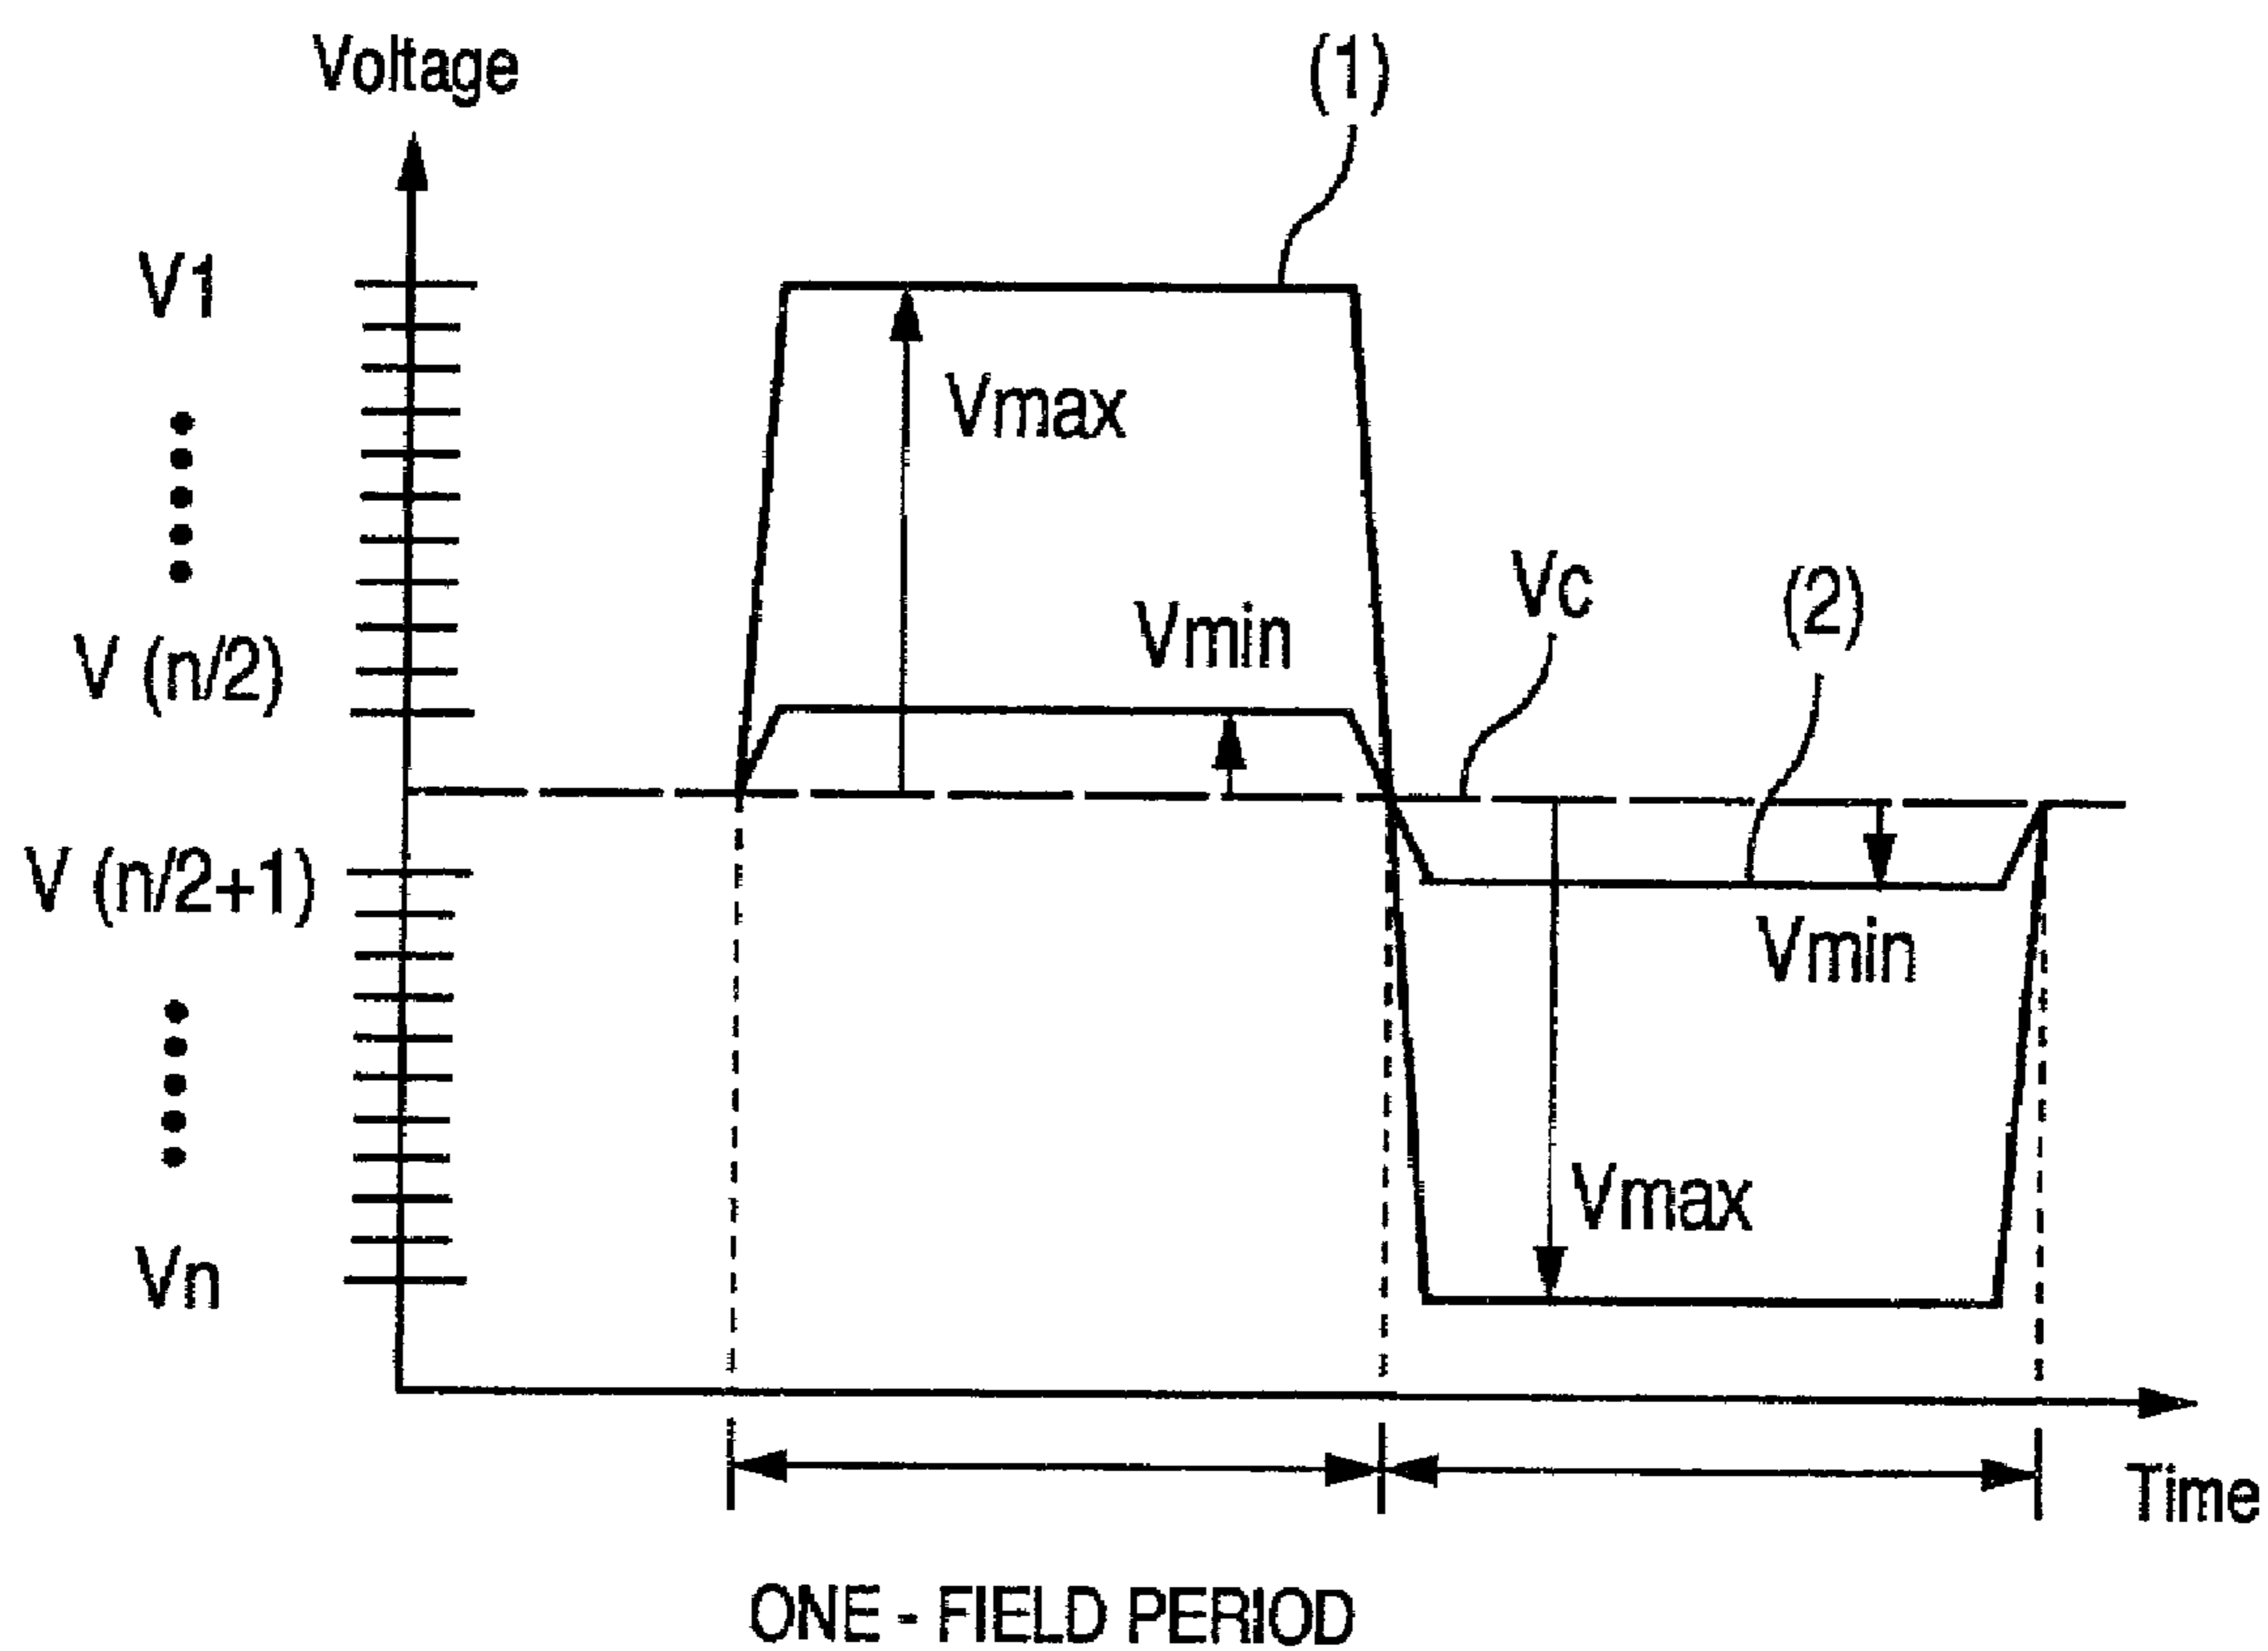 Voltage
(1)
V1
Vmax
Vc
(2)
Vmin
V (n/2)
V (n/2+1)
Vmin
Vmax
Vn
Time
ONE - FIELD PERIOD